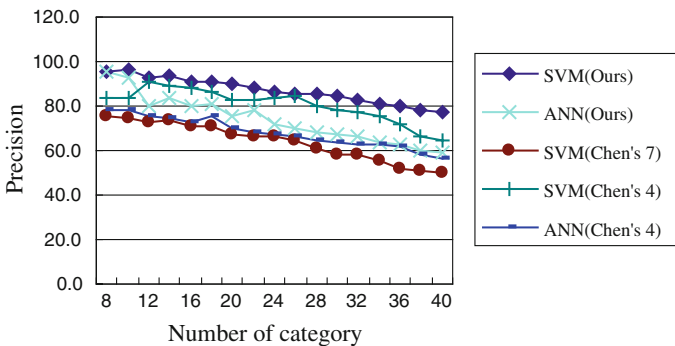 120.0
100.0
80.0
60.0
40.0
20.0
0.0
Precision
8 12 16 20 24 28 32 36 40
Number of category
SVM(Ours)
ANN(Ours)
SVM(Chen's 7)
SVM(Chen's 4)
ANN(Chen's 4)